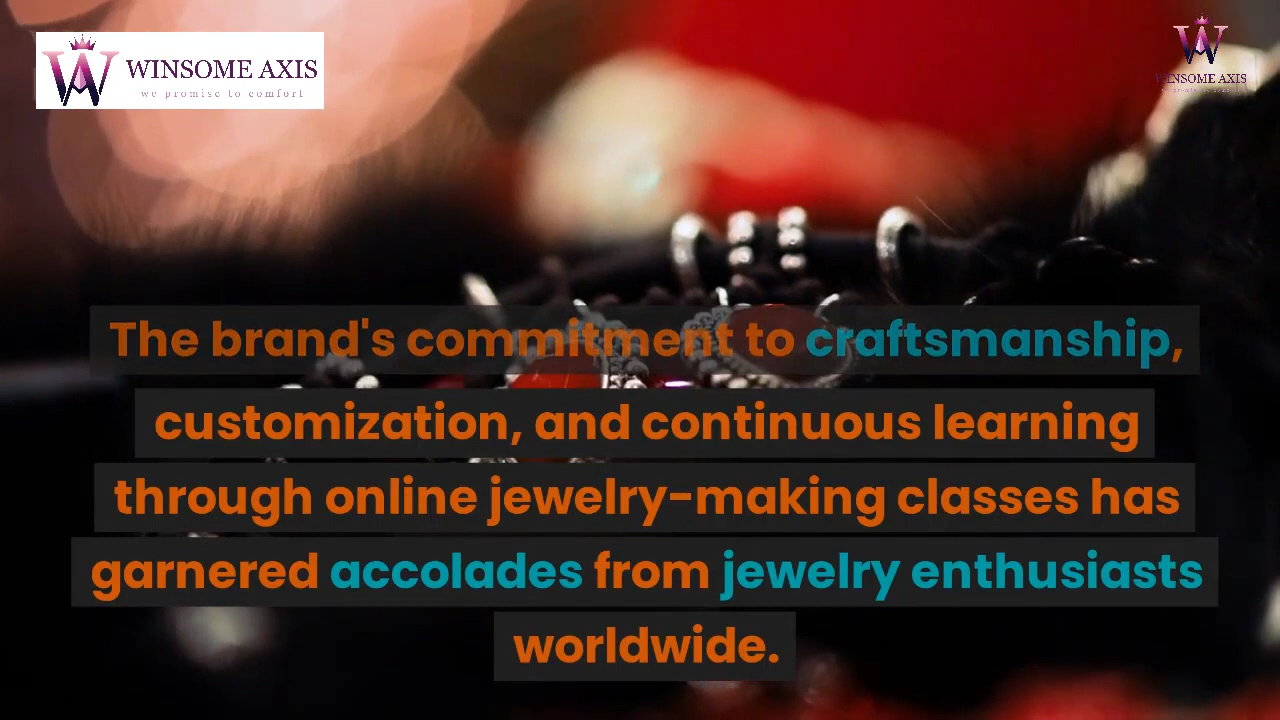 WINSOME AXIS
we promise to comfort
WINSOME AXIS
The brand's commitment to craftsmanship,
customization, and continuous learning
through online jewelry-making classes has
garnered accolades from jewelry enthusiasts
worldwide.